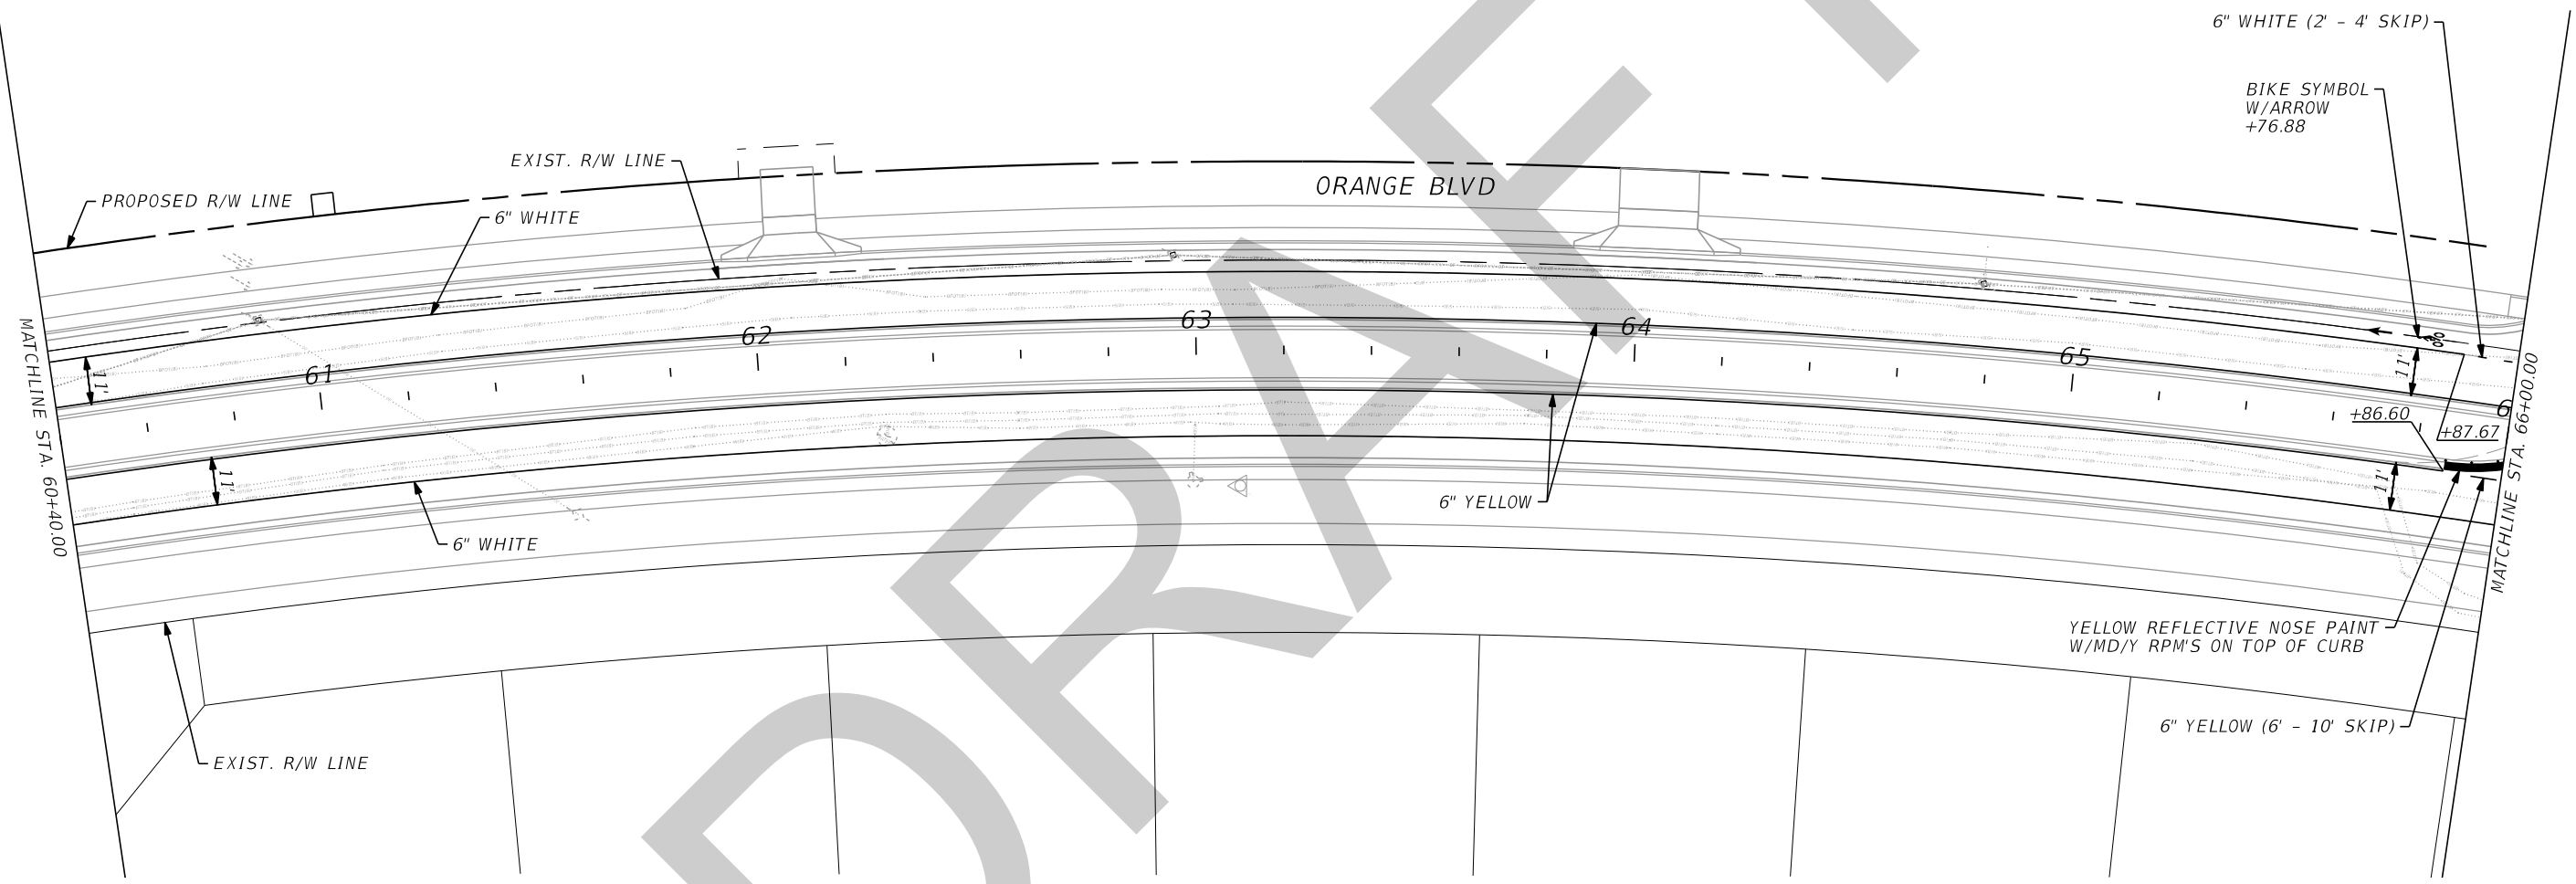 6" WHITE (2' - 4' SKIP)
BIKE SYMBOL
W/ARROW
+76.88
EXIST. R/W LINE
ORANGE BLVD
PROPOSED R/W LINE
6" WHITE
MATCHLINE STA. 60+40.00
11'
61
62
63
64
65
6
11'
MATCHLINE STA. 66+00.00
+86.60
+87.67
11'
11'
6" YELLOW
6" WHITE
YELLOW REFLECTIVE NOSE PAINT
W/MD/Y RPM'S ON TOP OF CURB
6" YELLOW (6' - 10' SKIP)
EXIST. R/W LINE
DRAF